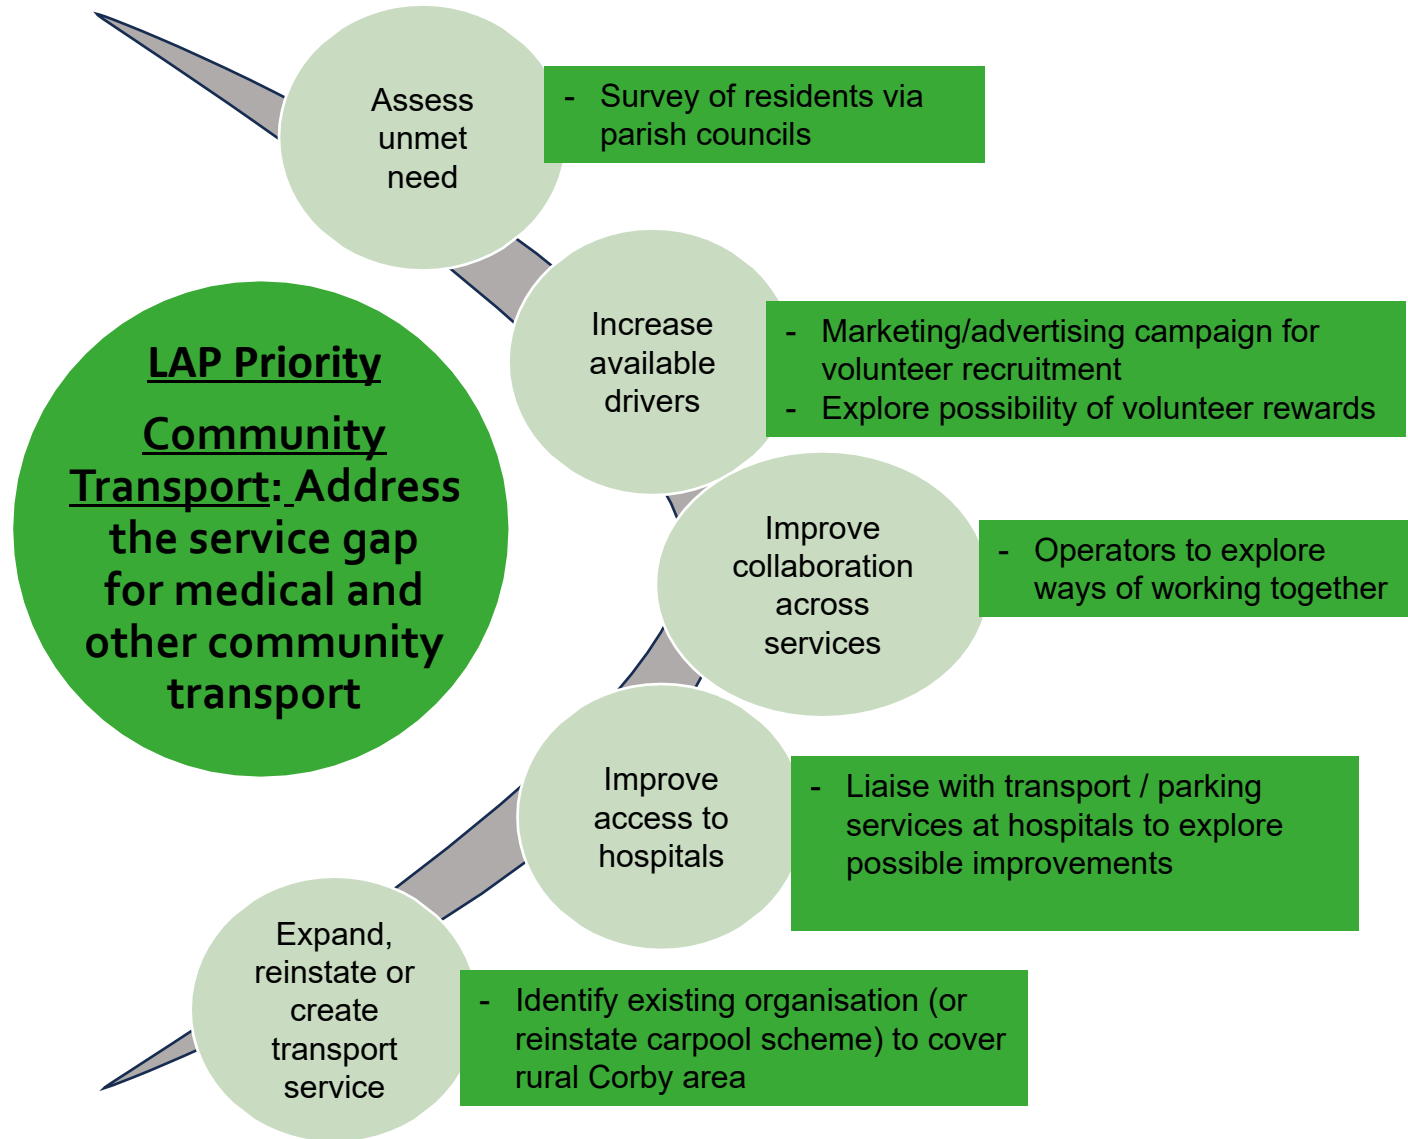 Assess
unmet
need
- Survey of residents via
parish councils
Increase
available
drivers
- Marketing/advertising campaign for
volunteer recruitment
- Explore possibility of volunteer rewards
LAP Priority
Community
Transport: Address
the service gap
for medical and
other community
transport
Improve
collaboration
across
services
- Operators to explore
ways of working together
Improve
access to
hospitals
- Liaise with transport / parking
services at hospitals to explore
possible improvements
Expand,
reinstate or
create
transport
service
- Identify existing organisation (or
reinstate carpool scheme) to cover
rural Corby area